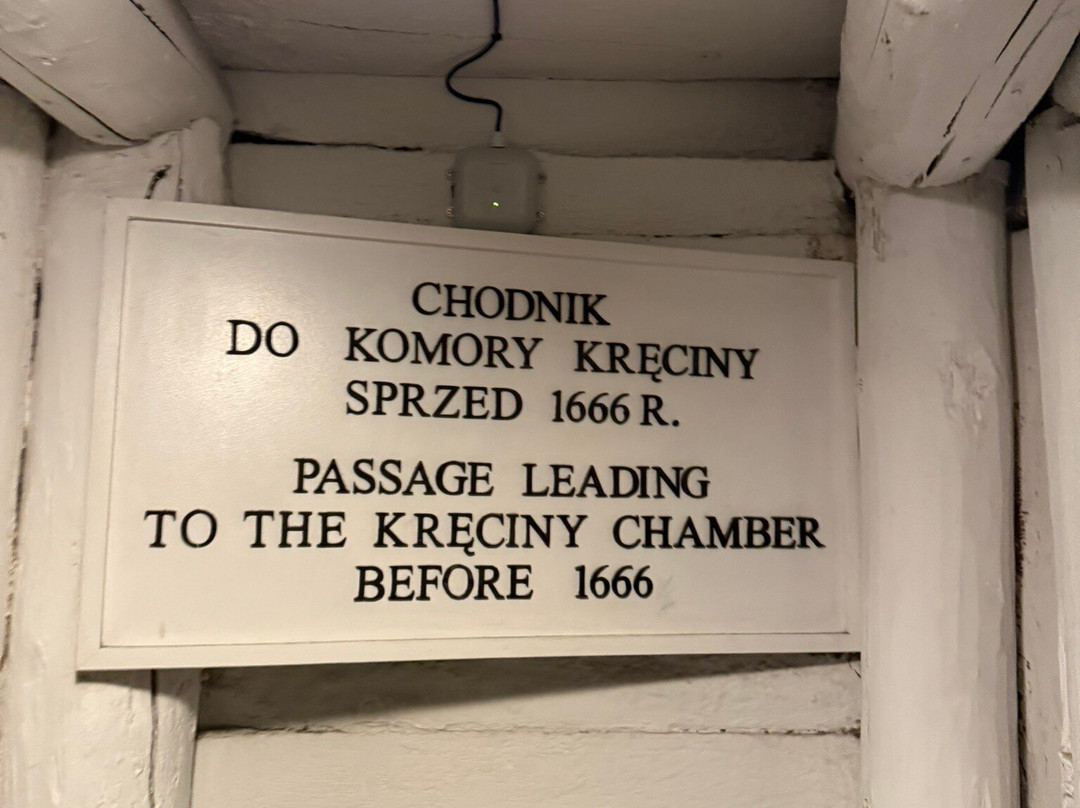 CHODNIK
DO KOMORY KRĘCINY
SPRZED 1666 R.
PASSAGE LEADING
TO THE KRĘCINY CHAMBER
BEFORE 1666